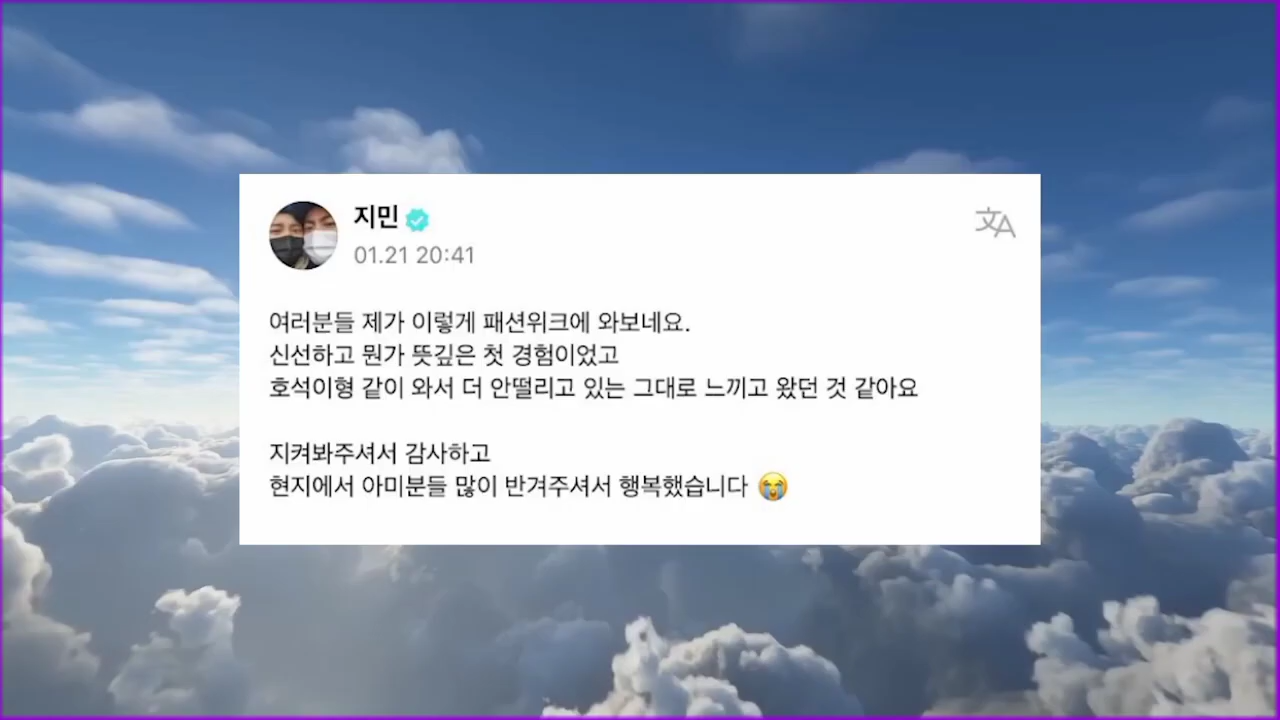 지민
01.21 20:41
여러분들 제가 이렇게 패션위크에 와보네요.
신선하고 뭔가 뜻깊은 첫 경험이었고
호석이형 같이 와서 더 안떨리고 있는 그대로 느끼고 왔던 것 같아요
지켜봐주셔서 감사하고
현지에서 아미분들 많이 반겨주셔서 행복했습니다 😭